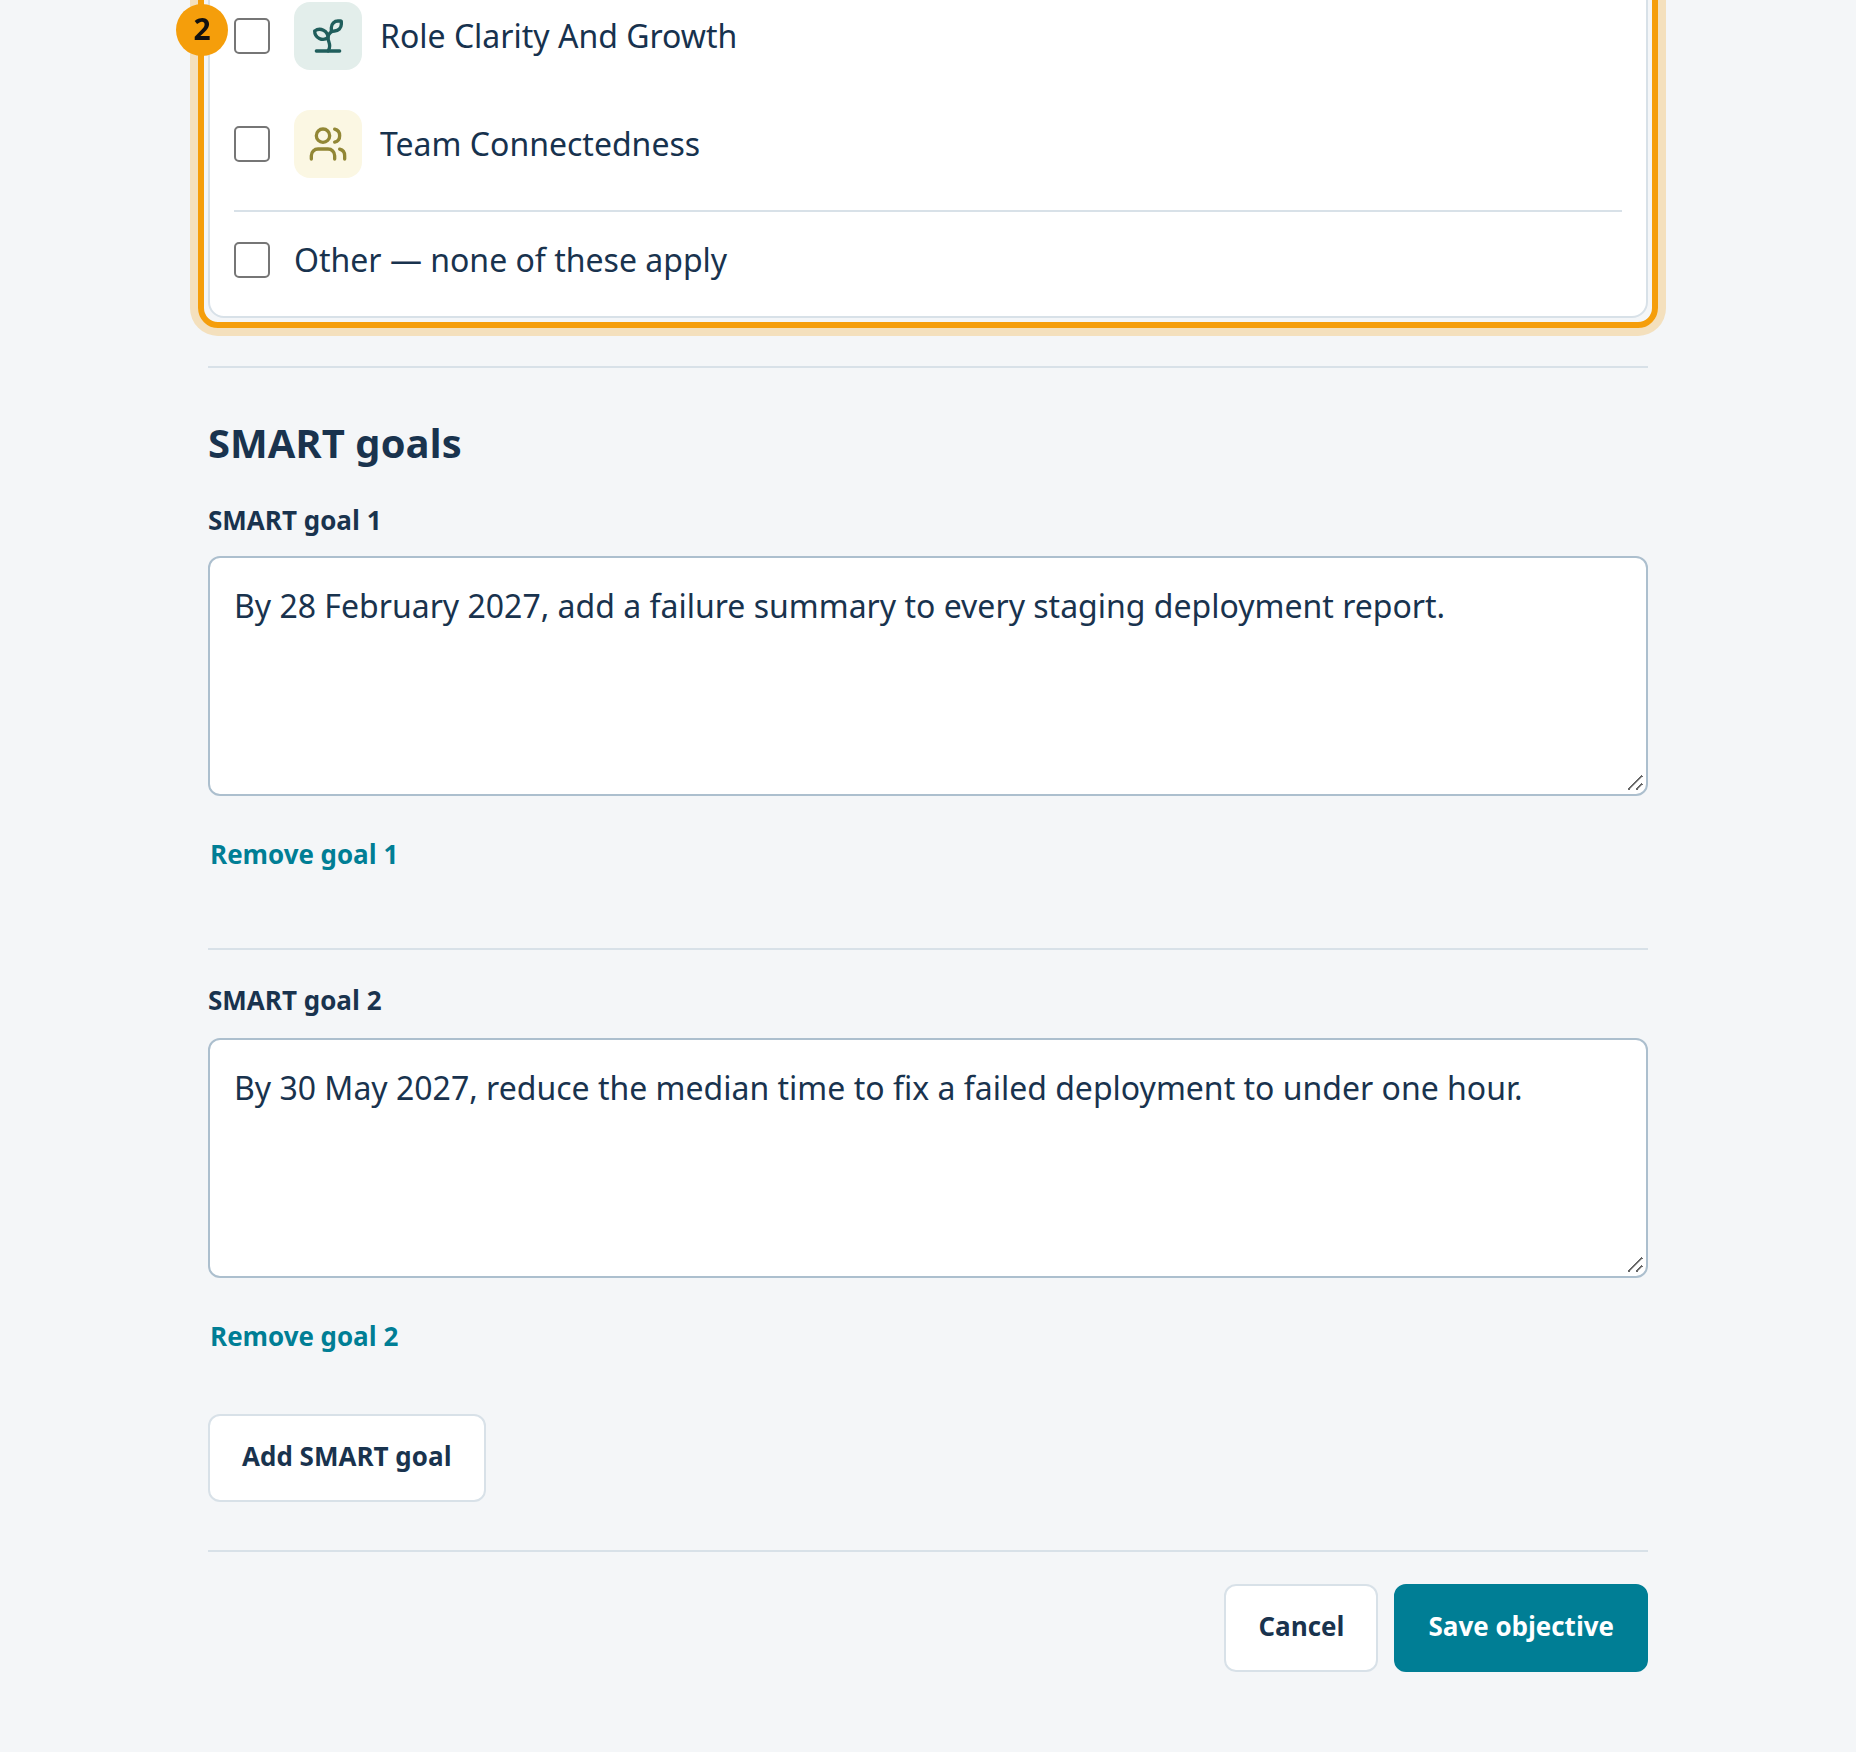 2
Role Clarity And Growth
Team Connectedness
Other — none of these apply
SMART goals
SMART goal 1
By 28 February 2027, add a failure summary to every staging deployment report.
Remove goal 1
SMART goal 2
By 30 May 2027, reduce the median time to fix a failed deployment to under one hour.
Remove goal 2
Add SMART goal
Cancel
Save objective